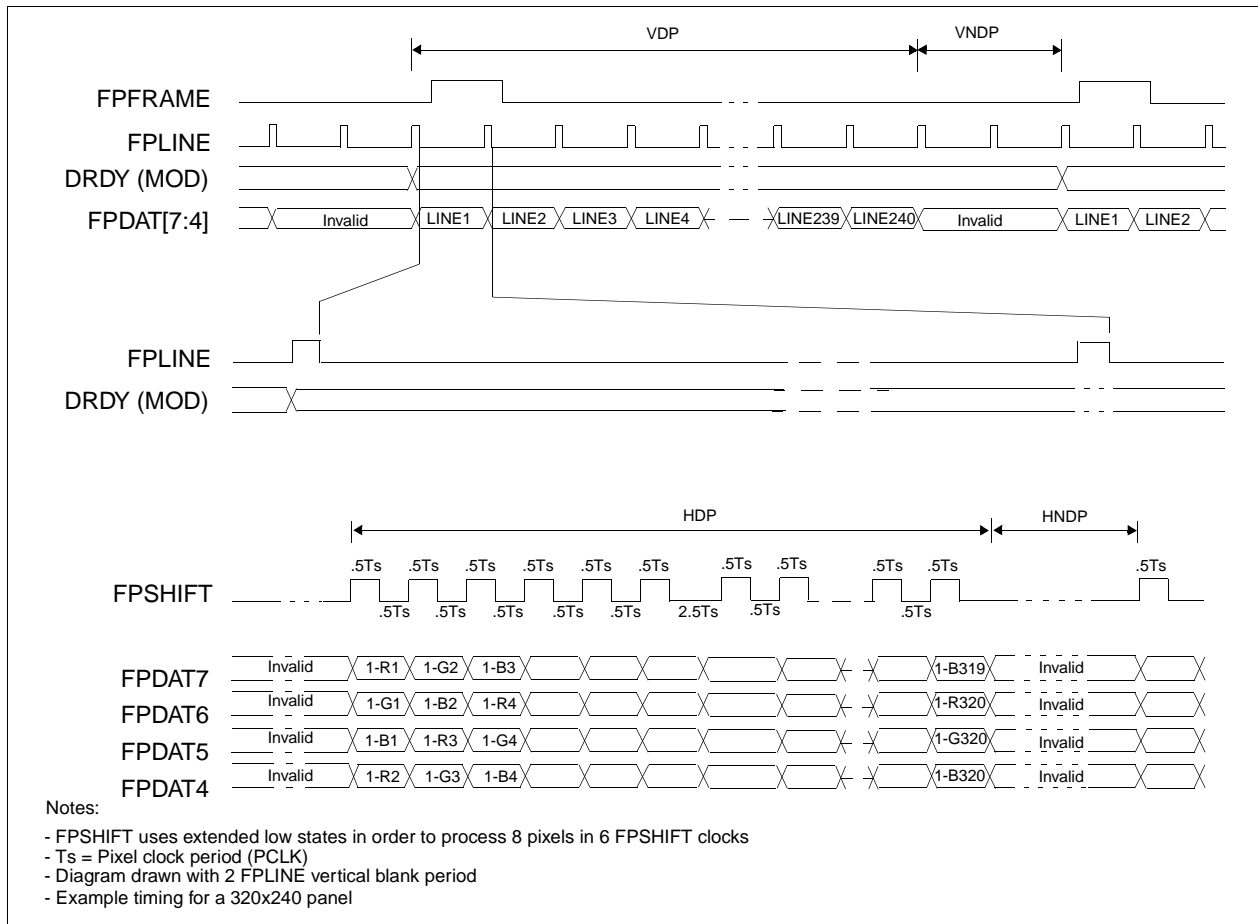 VDP VNDP
FPFRAME
FPLINE
DRDY (MOD)
FPDAT[7:4] Invalid LINE1 LINE2 LINE3 LINE4 LINE239 LINE240 Invalid LINE1 LINE2
FPLINE
DRDY (MOD)
HDP HNDP
.5Ts .5Ts .5Ts .5Ts .5Ts .5Ts .5Ts .5Ts .5Ts .5Ts .5Ts
FPSHIFT
.5Ts .5Ts .5Ts .5Ts .5Ts 2.5Ts .5Ts .5Ts
FPDAT7 Invalid 1-R1 1-G2 1-B3 1-B319 Invalid
FPDAT6 Invalid 1-G1 1-B2 1-R4 1-R320 Invalid
FPDAT5 Invalid 1-B1 1-R3 1-G4 1-G320 Invalid
FPDAT4 Invalid 1-R2 1-G3 1-B4 1-B320 Invalid
Notes:
- FPSHIFT uses extended low states in order to process 8 pixels in 6 FPSHIFT clocks
- Ts = Pixel clock period (PCLK)
- Diagram drawn with 2 FPLINE vertical blank period
- Example timing for a 320x240 panel